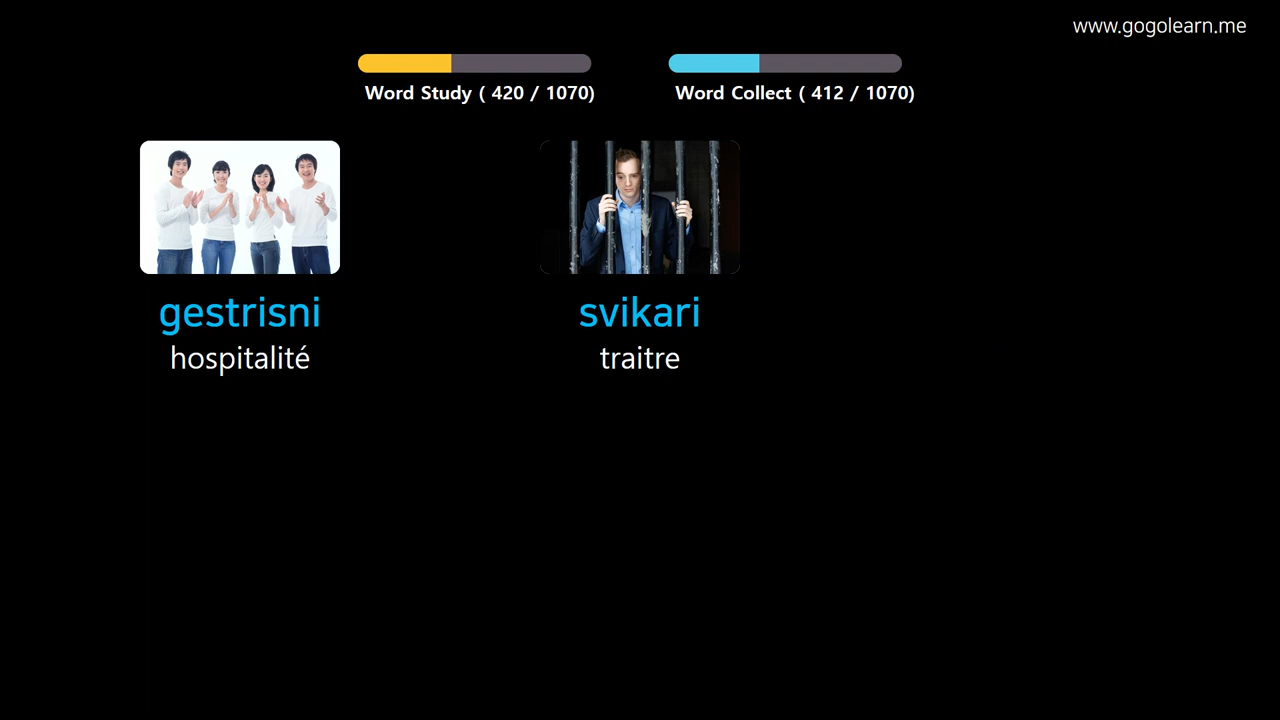 www.gogolearn.me
Word Study ( 420 / 1070)
Word Collect ( 412 / 1070)
gestrisni
hospitalité
svikari
traitre